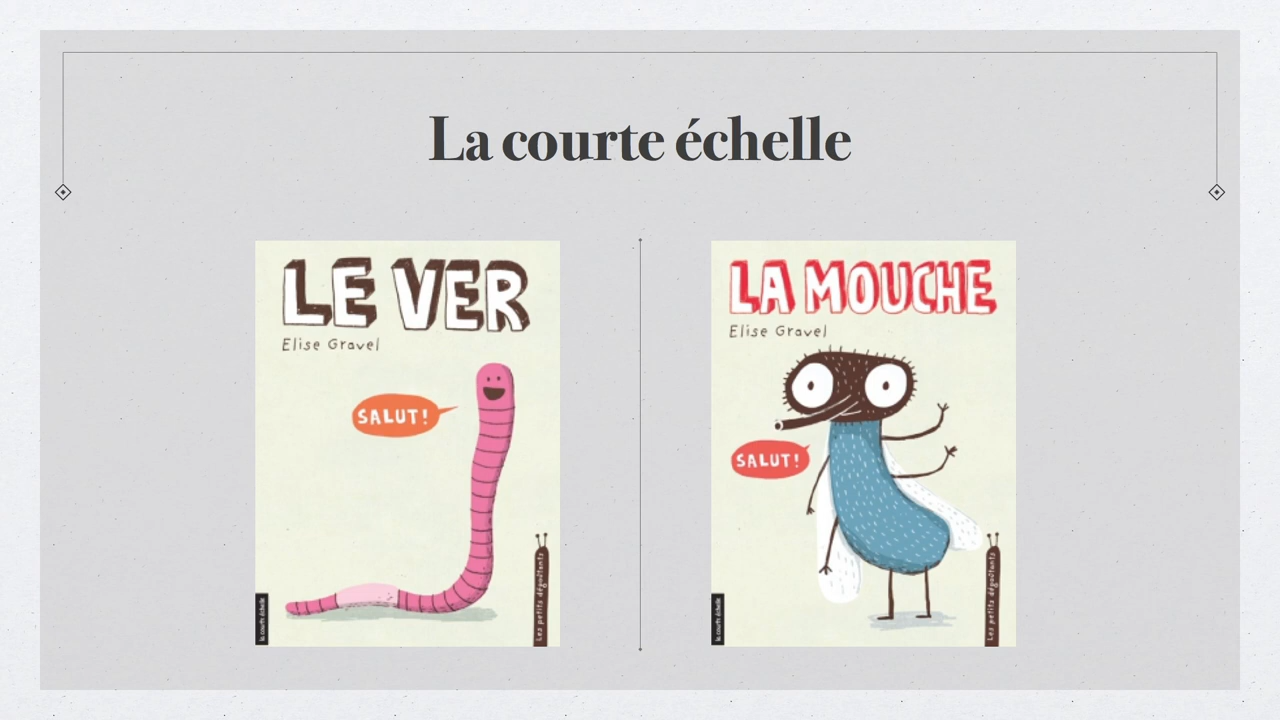 La courte échelle
LE VER
Elise Gravel
SALUT!
la courte échelle
Les petits dégoûtants
LA MOUCHE
Elise Gravel
SALUT!
la courte échelle
Les petits dégoûtants